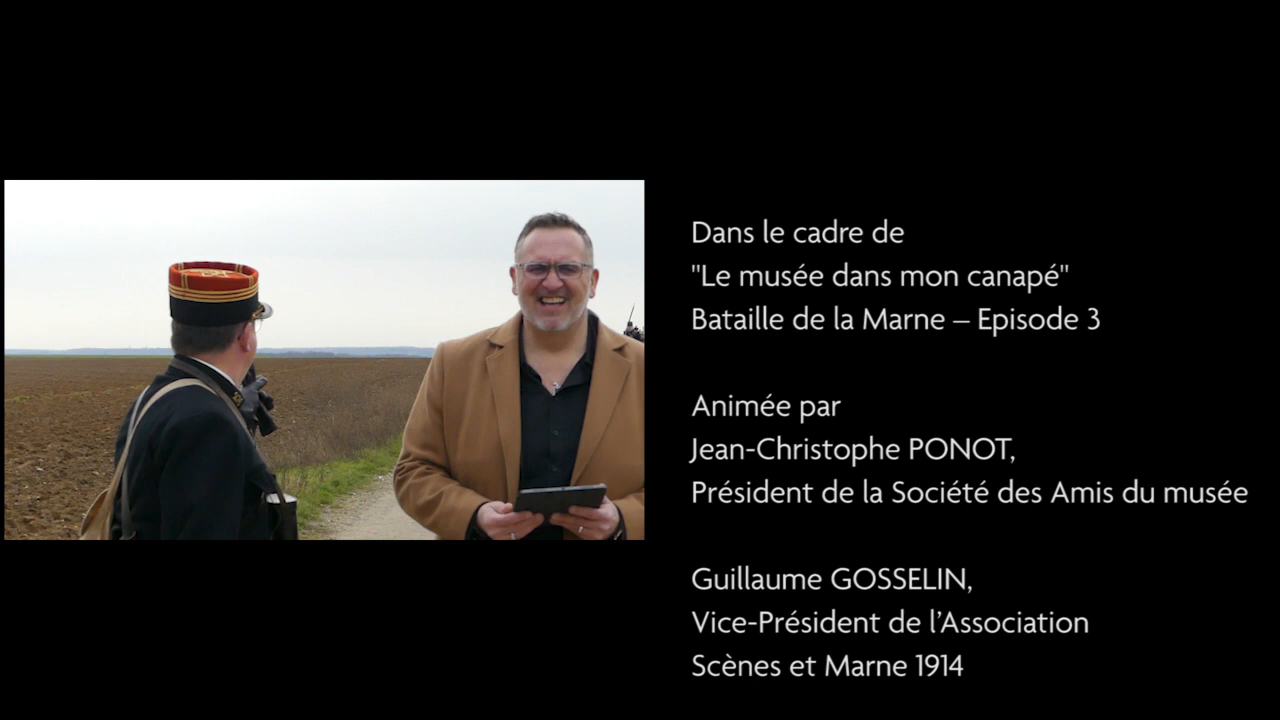 Dans le cadre de
"Le musée dans mon canapé"
Bataille de la Marne – Episode 3
Animée par
Jean-Christophe PONOT,
Président de la Société des Amis du musée
Guillaume GOSSELIN,
Vice-Président de l’Association
Scènes et Marne 1914